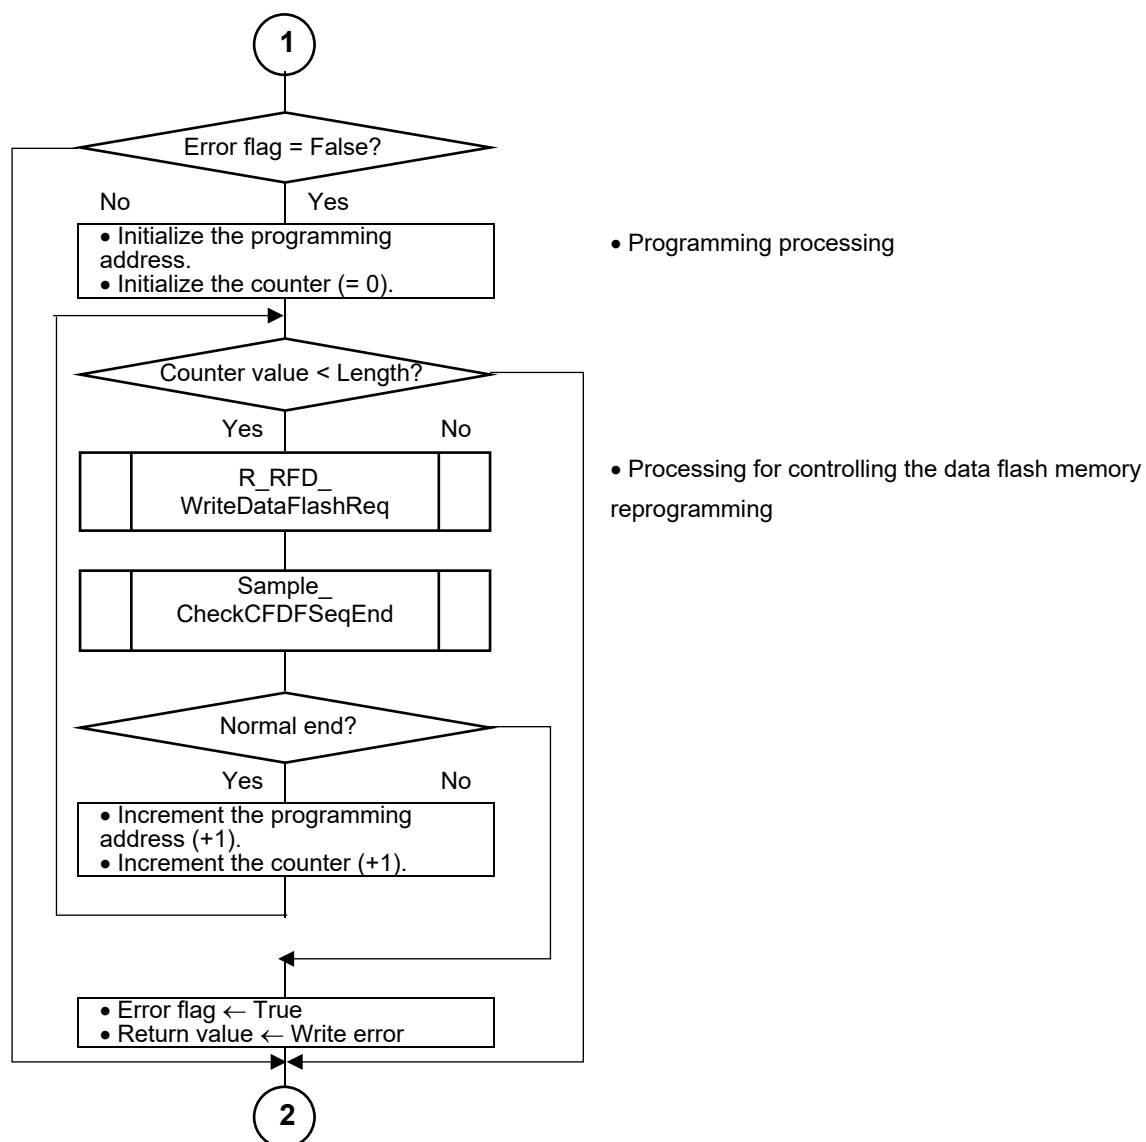 1
Error flag = False?
No Yes
• Initialize the programming
address.
• Initialize the counter (= 0).
• Programming processing
Counter value < Length?
Yes No
R_RFD_
WriteDataFlashReq
• Processing for controlling the data flash memory
reprogramming
Sample_
CheckCFDFSeqEnd
Normal end?
Yes No
• Increment the programming
address (+1).
• Increment the counter (+1).
• Error flag ← True
• Return value ← Write error
2